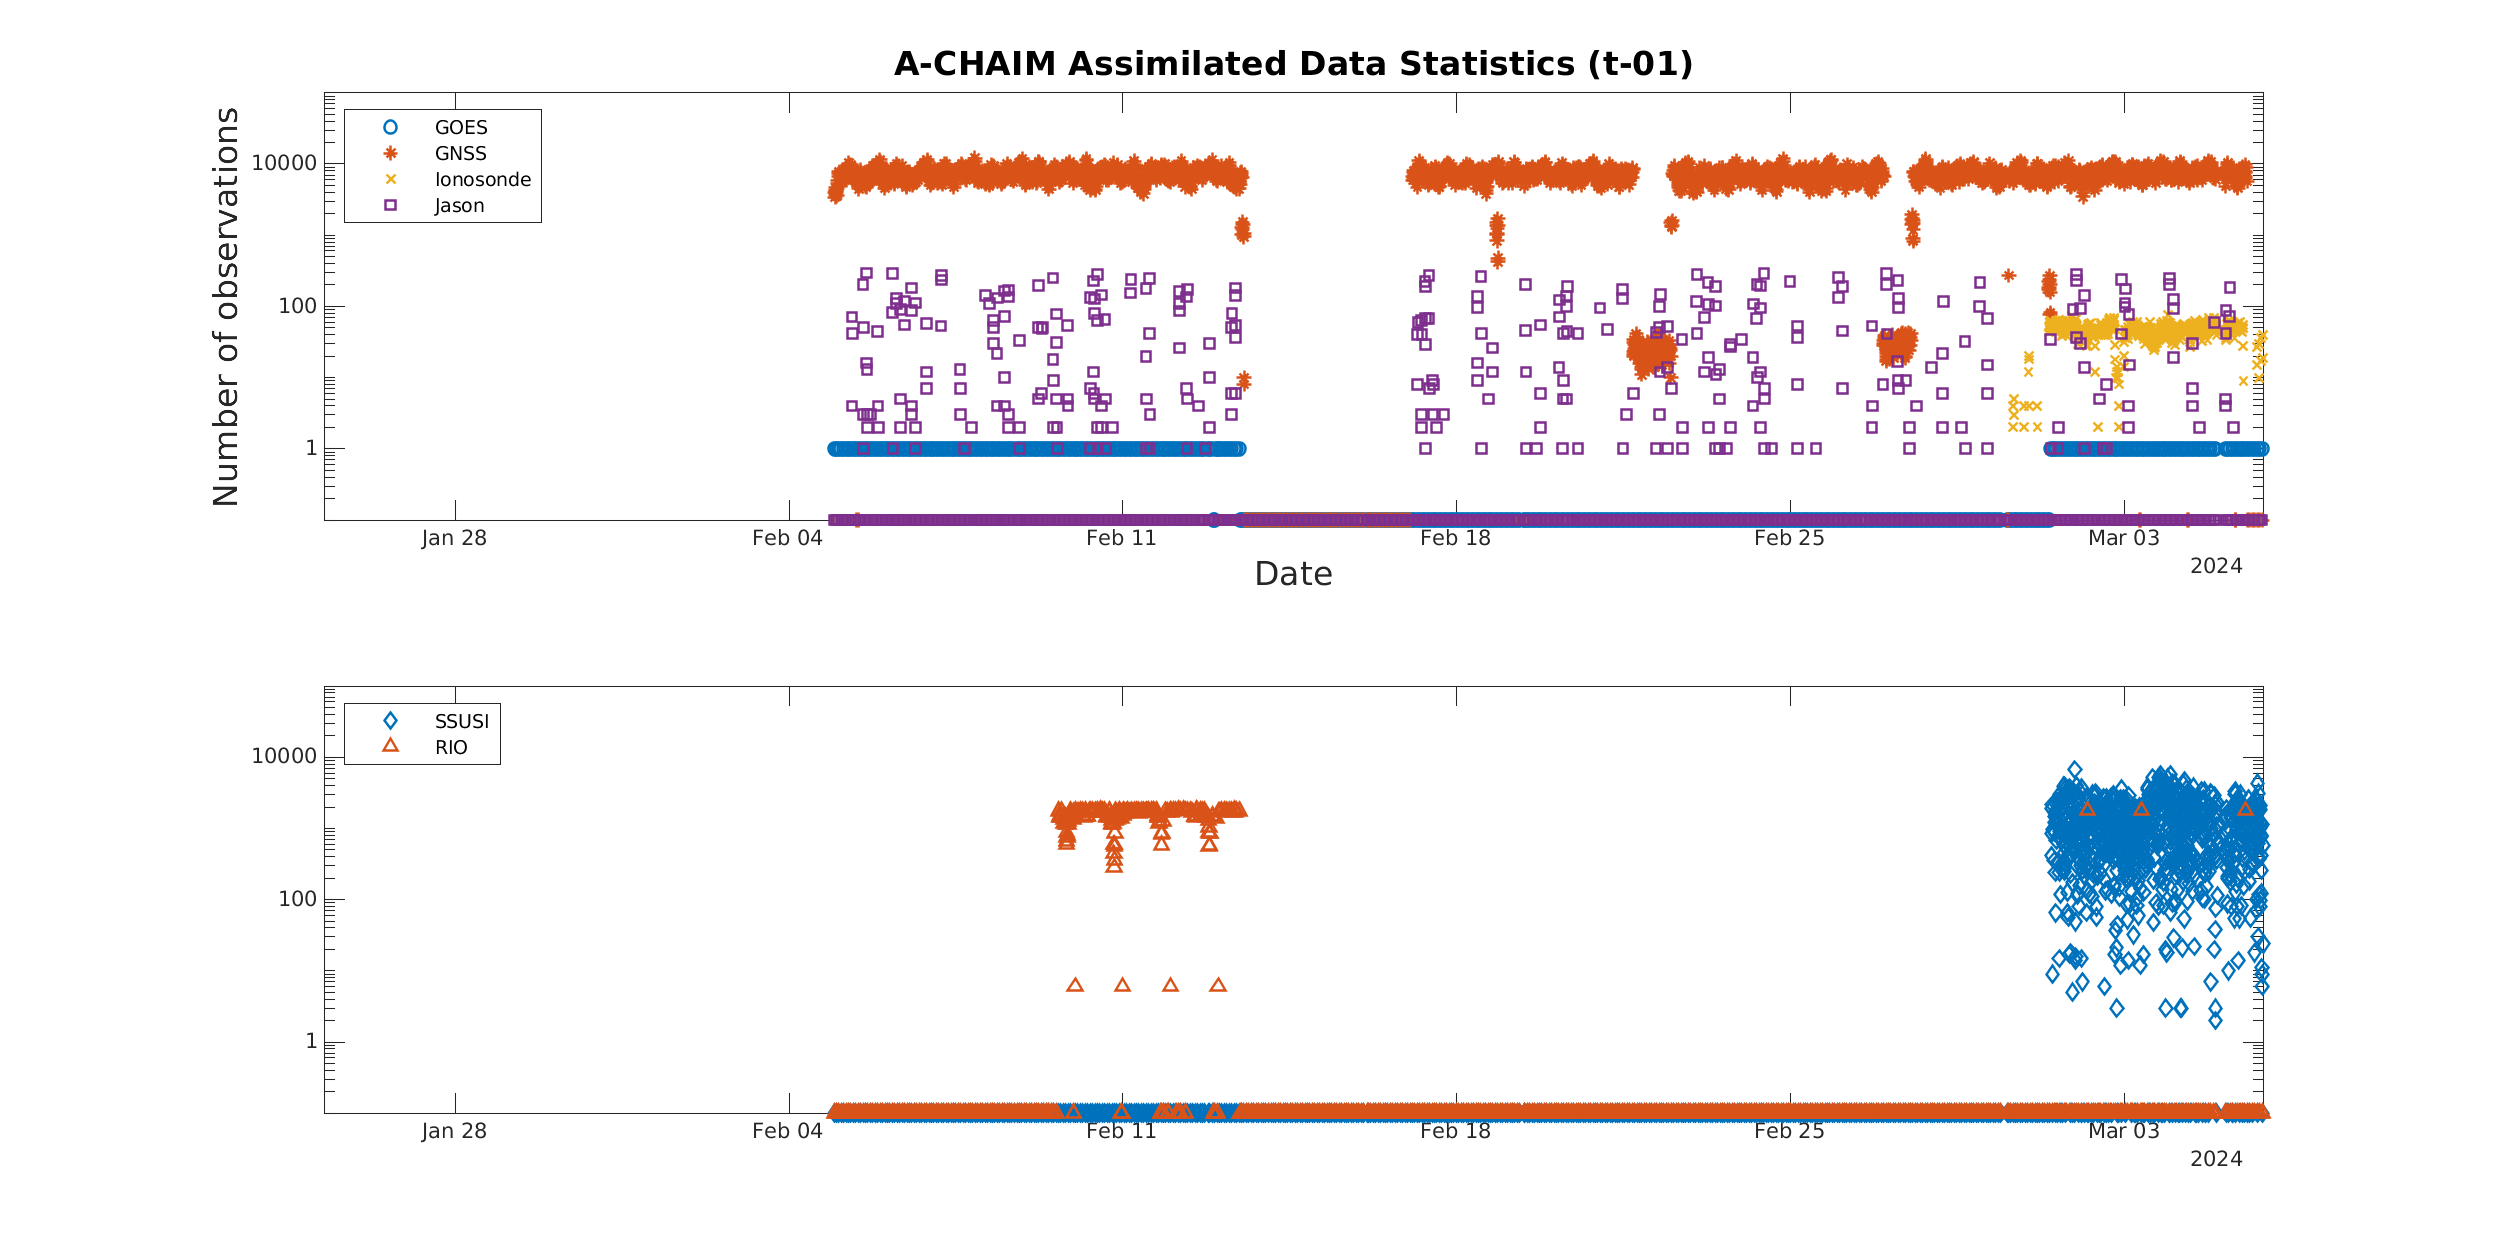 A-CHAIM Assimilated Data Statistics (t-01)
Number of observations
10000
100
1
GOES
GNSS
Ionosonde
Jason
Jan 28
Feb 04
Feb 11
Feb 18
Feb 25
Mar 03
2024
Date
10000
100
1
SSUSI
RIO
Jan 28
Feb 04
Feb 11
Feb 18
Feb 25
Mar 03
2024